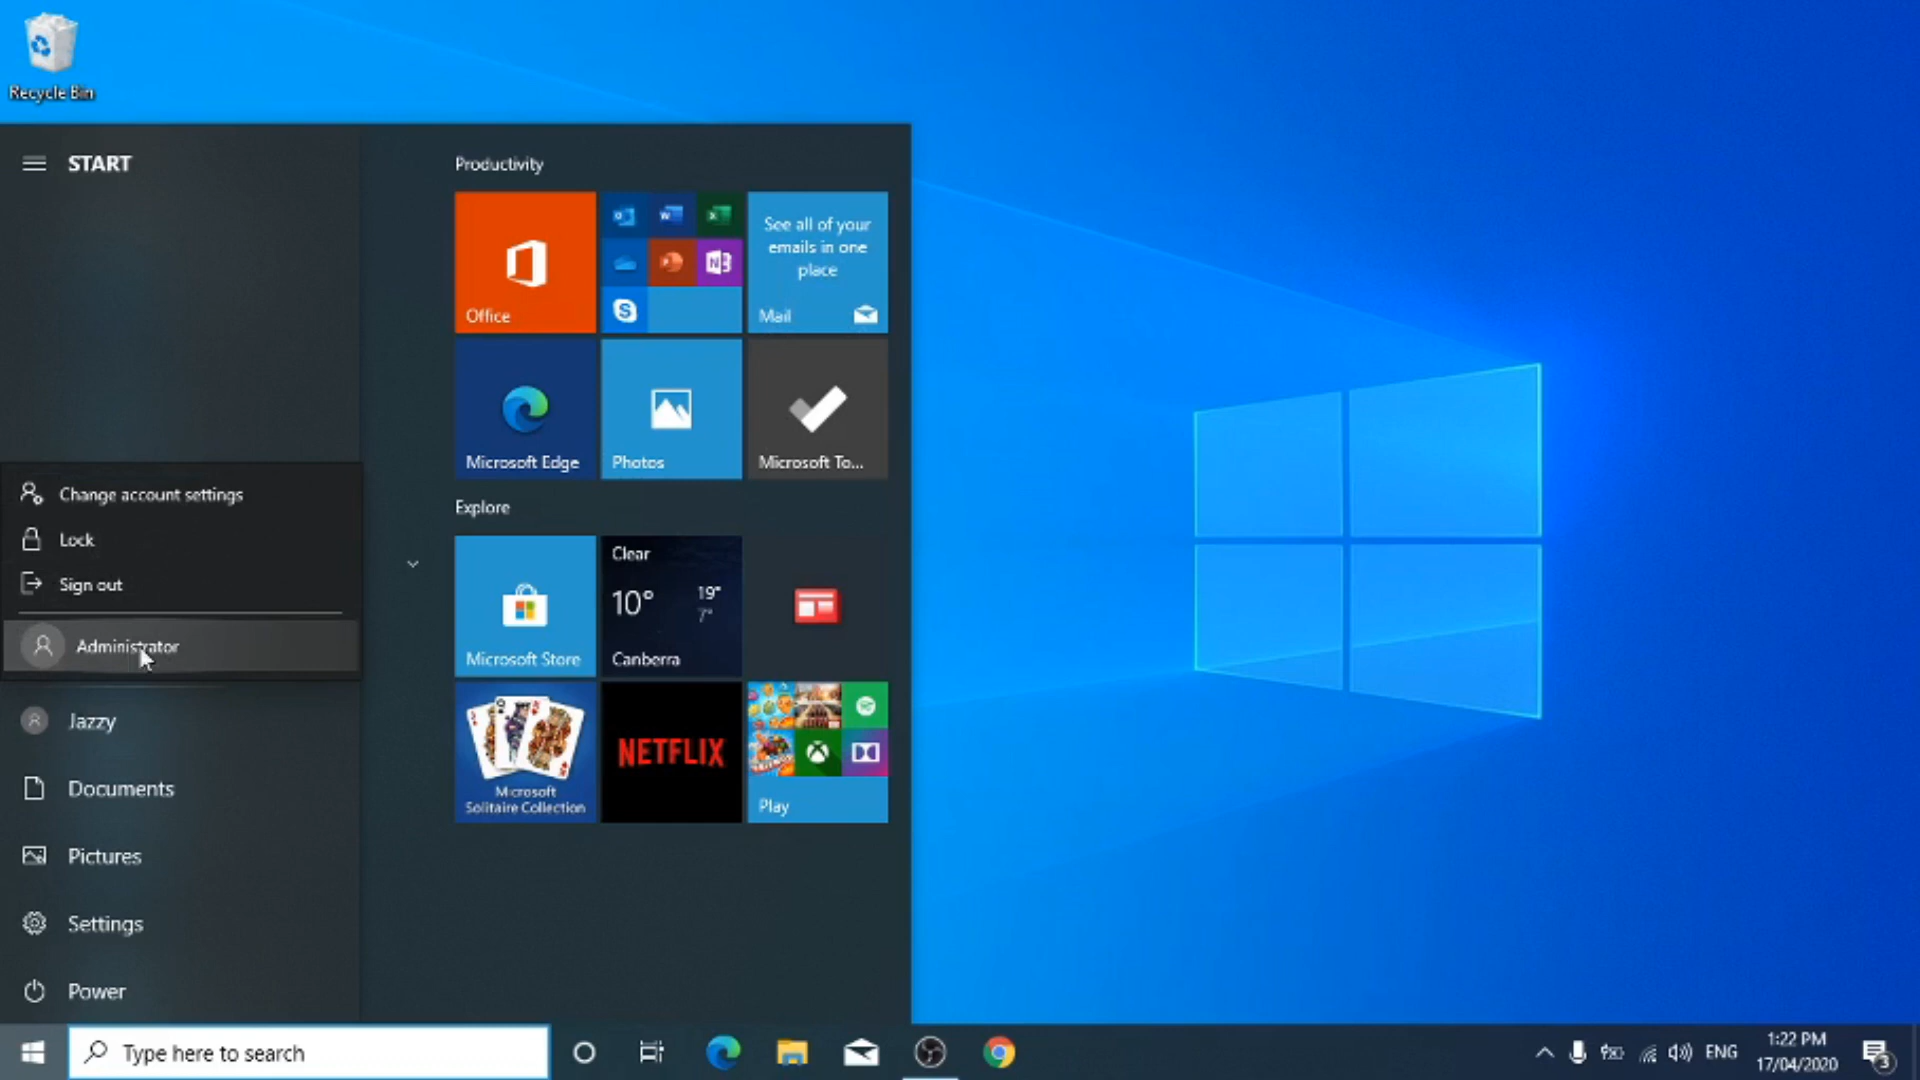 Recycle Bin
START
Change account settings
Lock
Sign out
Administrator
Jazzy
Documents
Pictures
Settings
Power
Productivity
Office
See all of your
emails in one
place
Mail
Microsoft Edge
Photos
Microsoft To...
Explore
Microsoft Store
Clear
10°
19°
7°
Canberra
Microsoft
Solitaire Collection
NETFLIX
Play
Type here to search
ENG
1:22 PM
17/04/2020
3